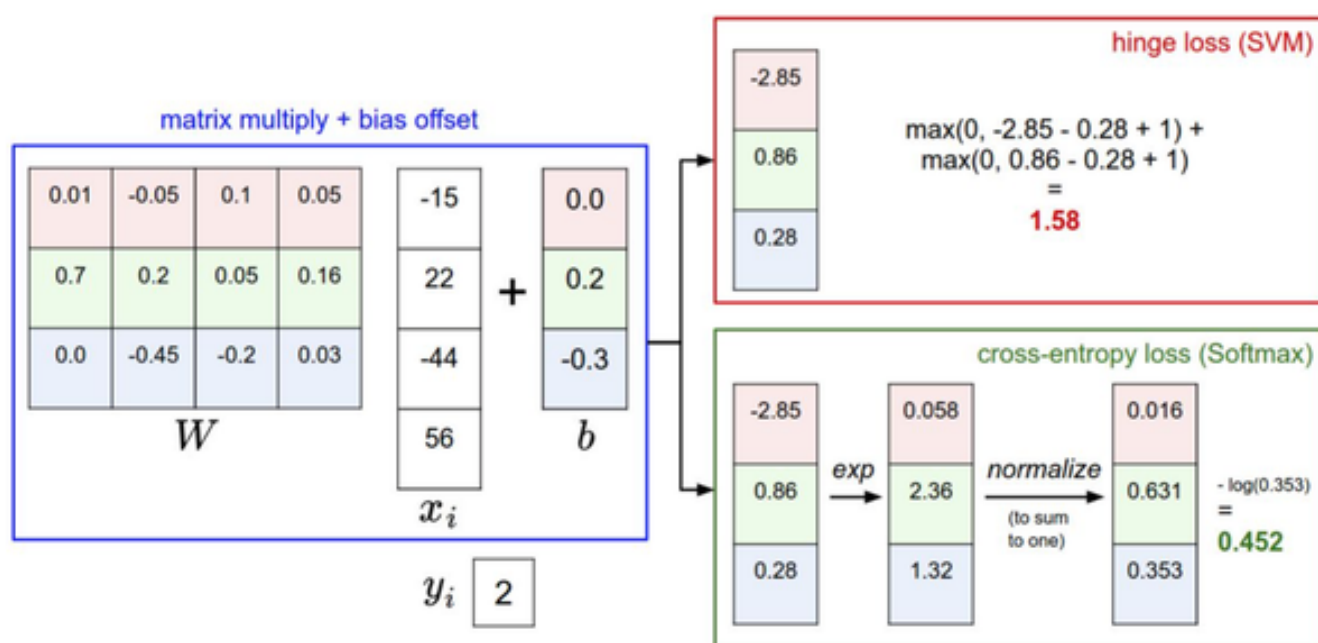 matrix multiply + bias offset
0.01 -0.05 0.1 0.05
0.7 0.2 0.05 0.16
0.0 -0.45 -0.2 0.03
W
-15
22
-44
56
x_i
+
0.0
0.2
-0.3
b
y_i 2
hinge loss (SVM)
-2.85
0.86
0.28
max(0, -2.85 - 0.28 + 1) +
max(0, 0.86 - 0.28 + 1)
=
1.58
cross-entropy loss (Softmax)
-2.85
0.86
0.28
exp
0.058
2.36
1.32
normalize
(to sum
to one)
0.016
0.631
0.353
- log(0.353)
=
0.452